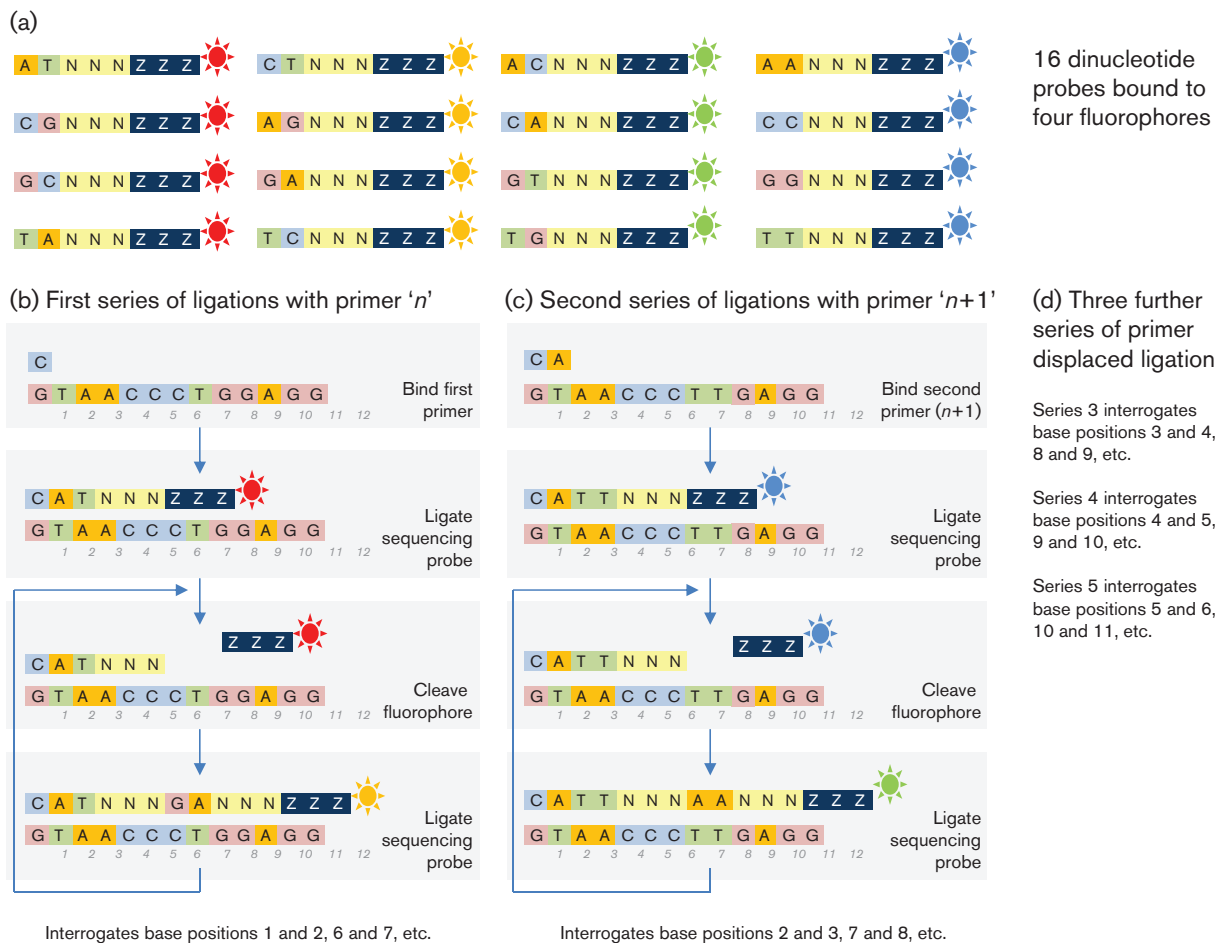 (a)
A T N N N Z Z Z
C G N N N Z Z Z
G C N N N Z Z Z
T A N N N Z Z Z
C T N N N Z Z Z
A G N N N Z Z Z
G A N N N Z Z Z
T C N N N Z Z Z
A C N N N Z Z Z
C A N N N Z Z Z
G T N N N Z Z Z
T G N N N Z Z Z
A A N N N Z Z Z
C C N N N Z Z Z
G G N N N Z Z Z
T T N N N Z Z Z
16 dinucleotide
probes bound to
four fluorophores
(b) First series of ligations with primer ‘n’
C
G T A A C C C T G G A G G
1 2 3 4 5 6 7 8 9 10 11 12
Bind first
primer
C A T N N N Z Z Z
G T A A C C C T G G A G G
1 2 3 4 5 6 7 8 9 10 11 12
Ligate
sequencing
probe
Z Z Z
C A T N N N
G T A A C C C T G G A G G
1 2 3 4 5 6 7 8 9 10 11 12
Cleave
fluorophore
C A T N N N G A N N N Z Z Z
G T A A C C C T G G A G G
1 2 3 4 5 6 7 8 9 10 11 12
Ligate
sequencing
probe
Interrogates base positions 1 and 2, 6 and 7, etc.
(c) Second series of ligations with primer ‘n+1’
C A
G T A A C C C T T G A G G
1 2 3 4 5 6 7 8 9 10 11 12
Bind second
primer (n+1)
C A T T N N N Z Z Z
G T A A C C C T T G A G G
1 2 3 4 5 6 7 8 9 10 11 12
Ligate
sequencing
probe
Z Z Z
C A T T N N N
G T A A C C C T T G A G G
1 2 3 4 5 6 7 8 9 10 11 12
Cleave
fluorophore
C A T T N N N A A N N N Z Z Z
G T A A C C C T T G A G G
1 2 3 4 5 6 7 8 9 10 11 12
Ligate
sequencing
probe
Interrogates base positions 2 and 3, 7 and 8, etc.
(d) Three further
series of primer
displaced ligation
Series 3 interrogates
base positions 3 and 4,
8 and 9, etc.
Series 4 interrogates
base positions 4 and 5,
9 and 10, etc.
Series 5 interrogates
base positions 5 and 6,
10 and 11, etc.